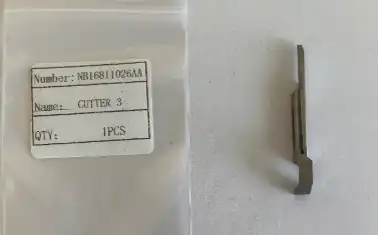 Number: NB16811026AA
Name: CUTTER 3
QTY: 1PCS